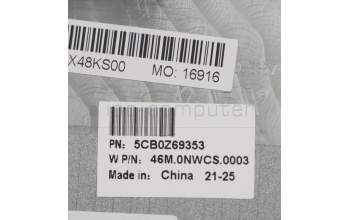 X48KS00
MO: 16916
PN: 5CB0Z69353
W P/N: 46M.0NWCS.0003
Made in: China 21-25